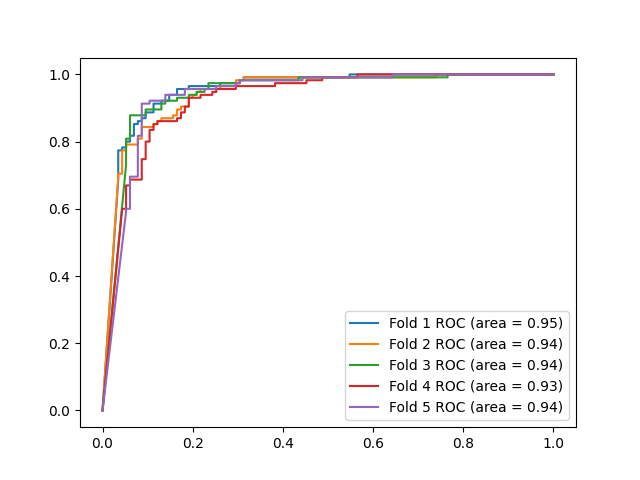 1.0
0.8
0.6
0.4
0.2
0.0
0.0 0.2 0.4 0.6 0.8 1.0
Fold 1 ROC (area = 0.95)
Fold 2 ROC (area = 0.94)
Fold 3 ROC (area = 0.94)
Fold 4 ROC (area = 0.93)
Fold 5 ROC (area = 0.94)